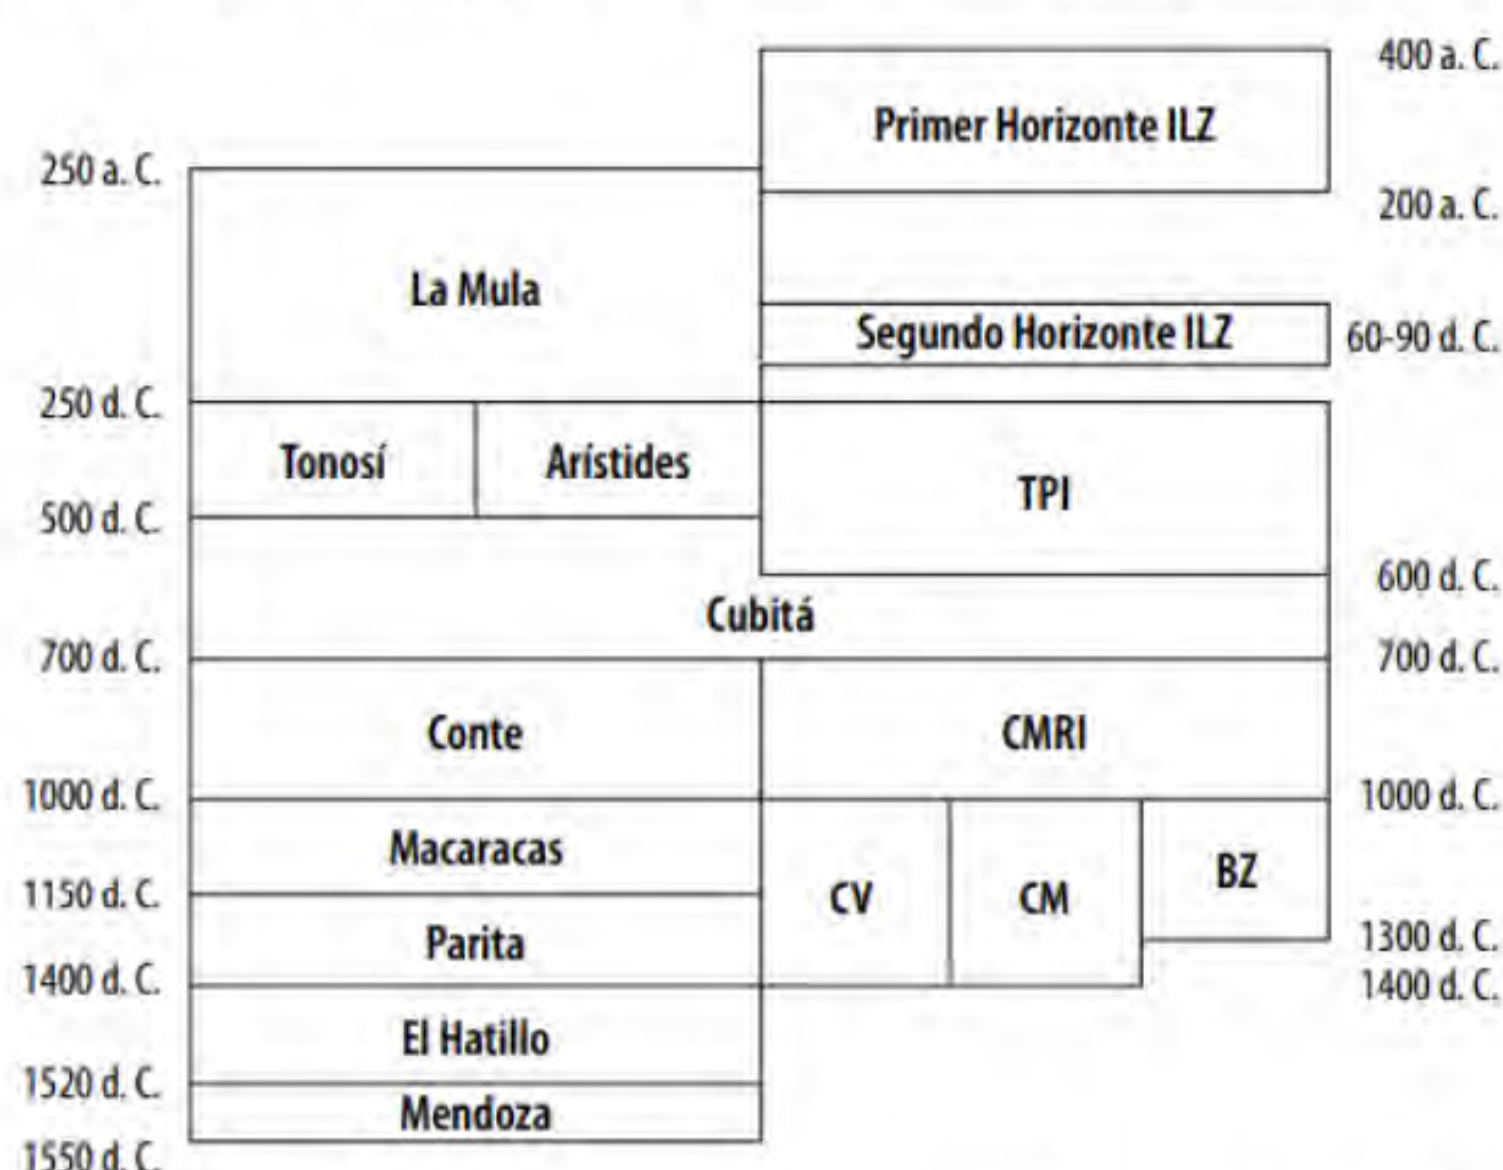 400 a. C.
Primer Horizonte ILZ
250 a. C.
200 a. C.
La Mula
Segundo Horizonte ILZ
60-90 d. C.
250 d. C.
Tonosí
Arístides
TPI
500 d. C.
600 d. C.
Cubitá
700 d. C.
700 d. C.
Conte
CMRI
1000 d. C.
1000 d. C.
Macaracas
BZ
1150 d. C.
CV
CM
Parita
1300 d. C.
1400 d. C.
1400 d. C.
El Hatillo
1520 d. C.
Mendoza
1550 d. C.